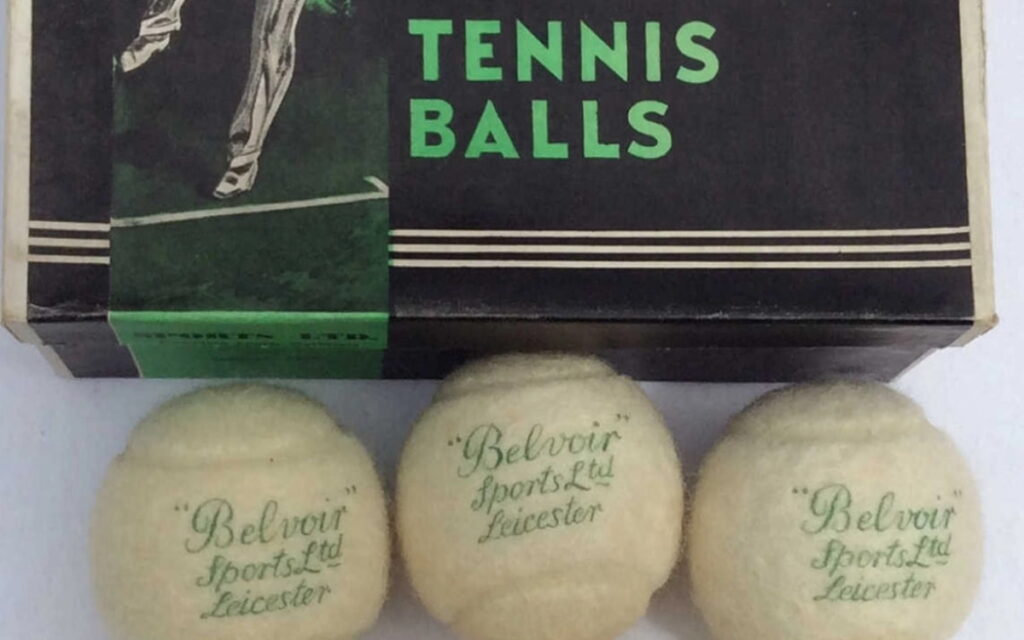 TENNIS
BALLS
"Belvoir"
Sports Ltd
Leicester
"Belvoir"
Sports Ltd
Leicester
"Belvoir"
Sports Ltd
Leicester